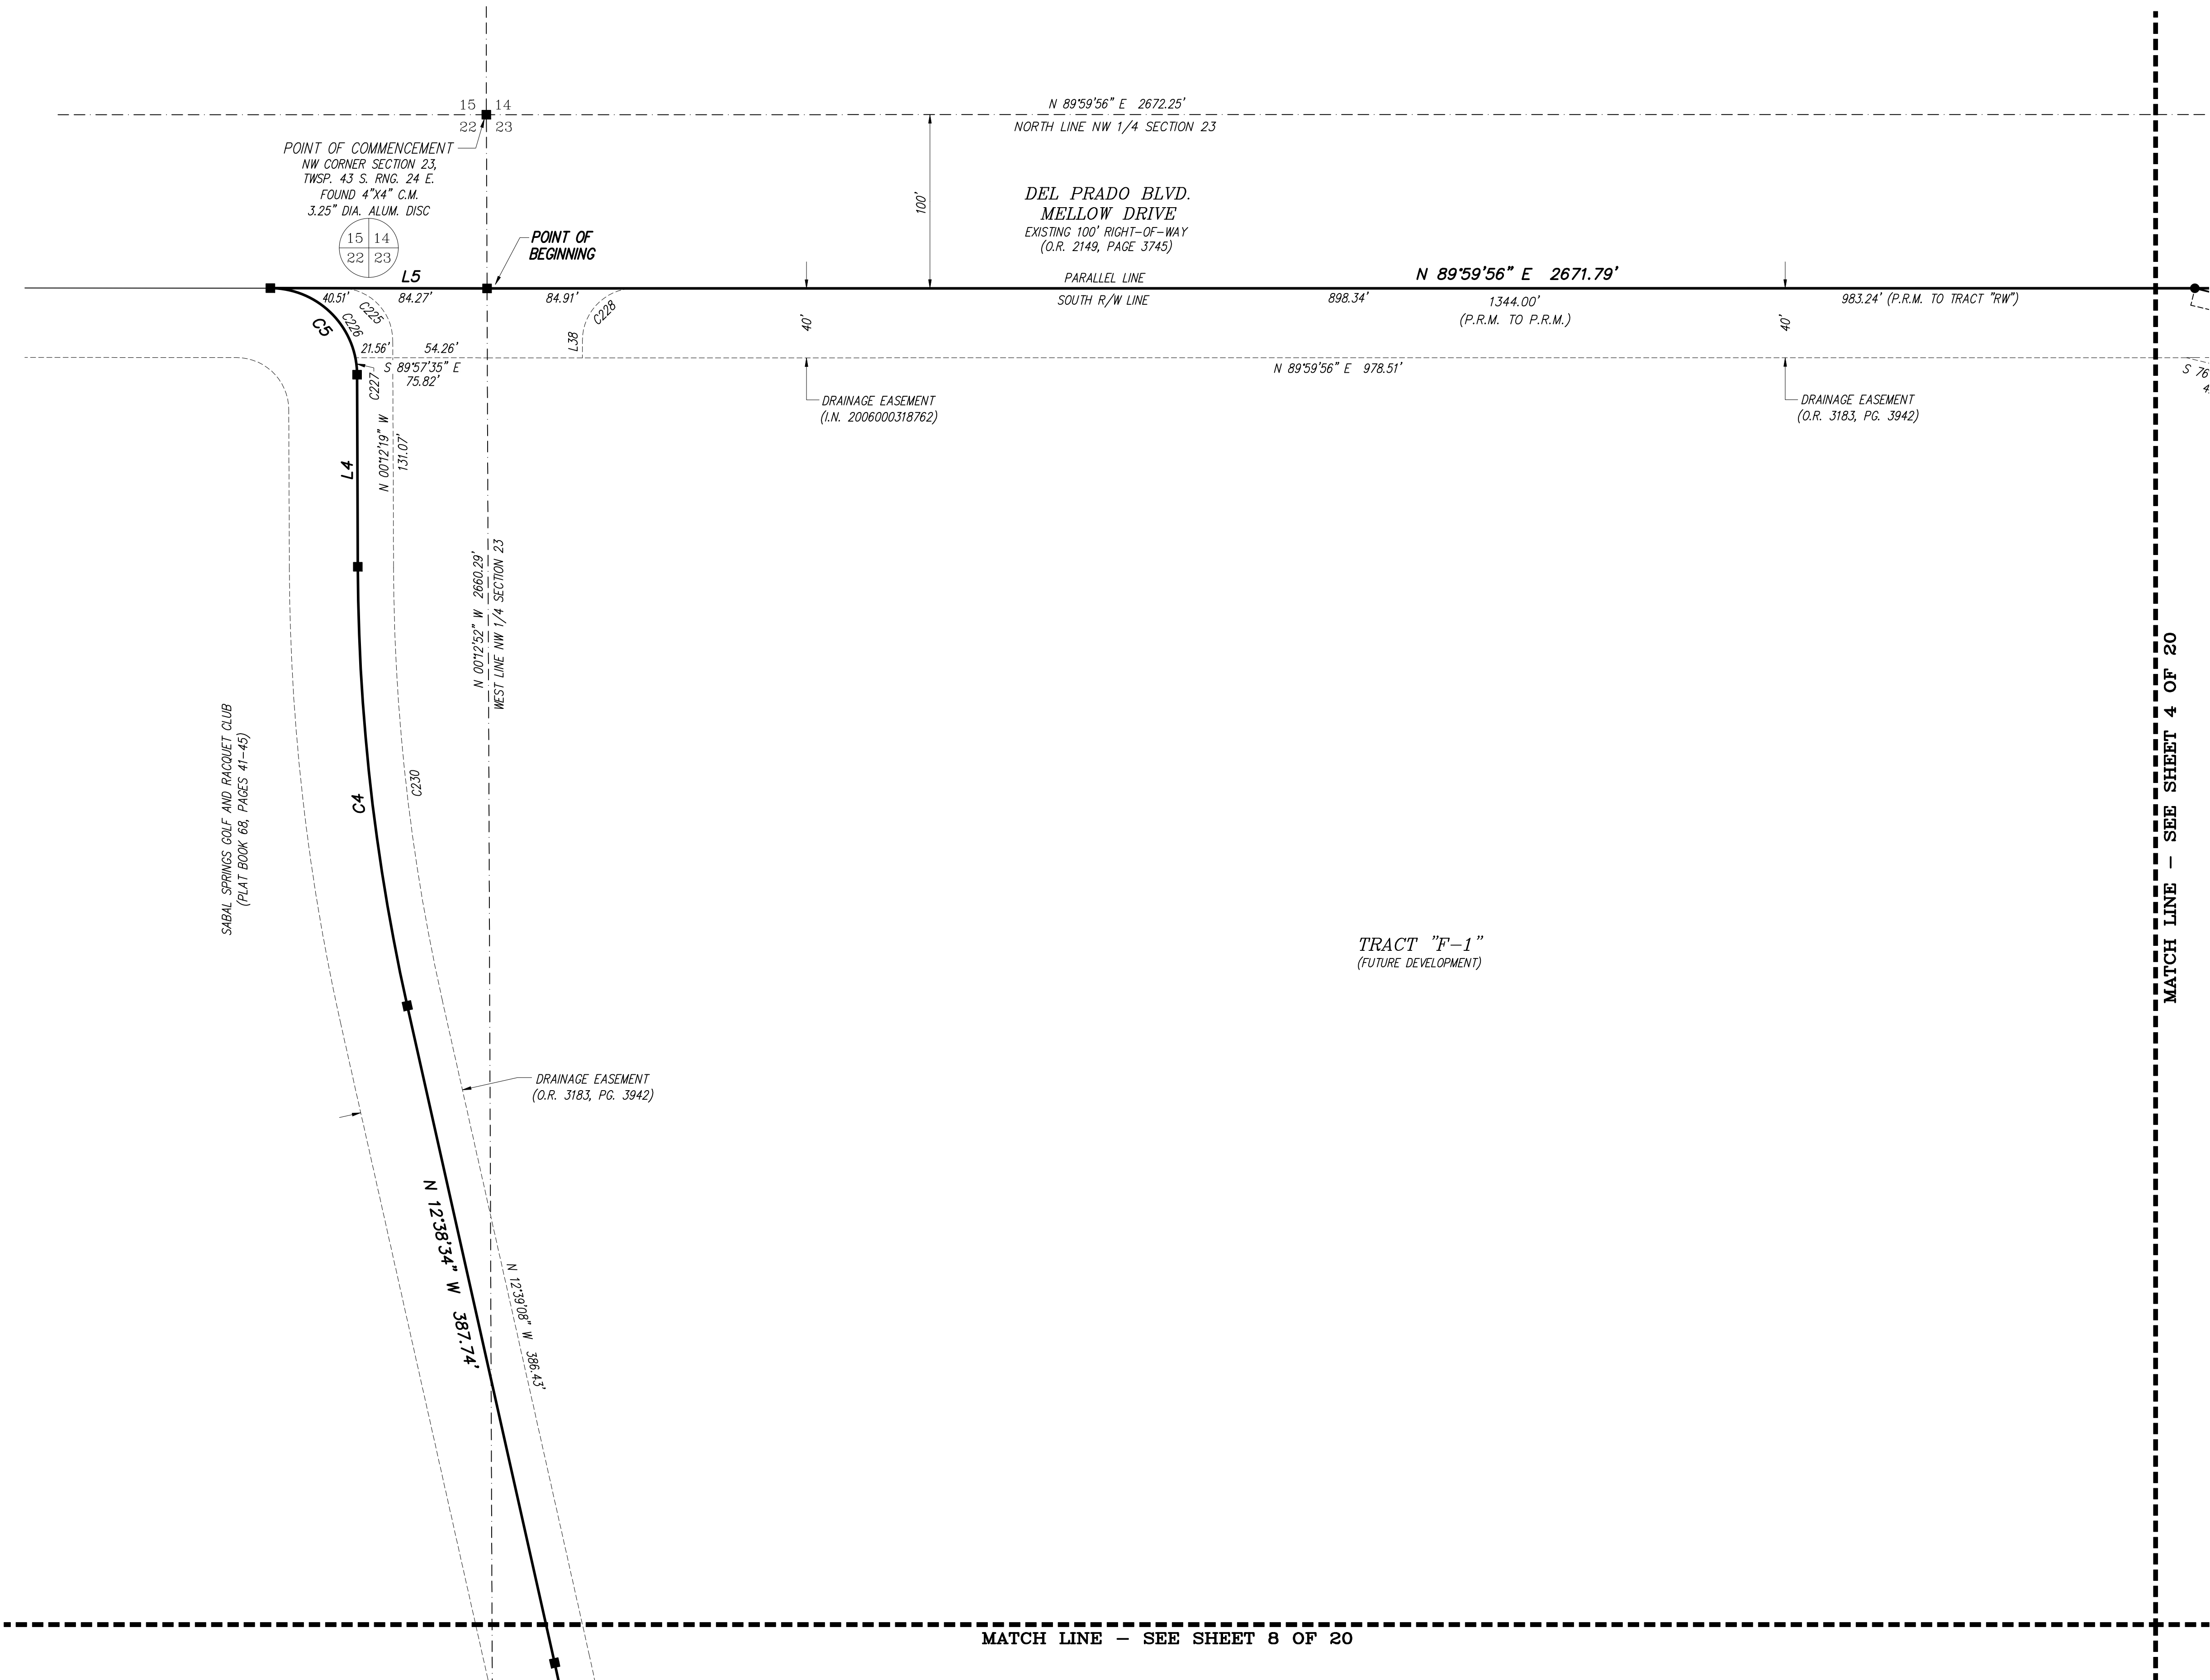 15 14
22 23
N 89°59'56" E 2672.25'
NORTH LINE NW 1/4 SECTION 23
POINT OF COMMENCEMENT
NW CORNER SECTION 23,
TWSP. 43 S. RNG. 24 E.
FOUND 4"X4" C.M.
3.25" DIA. ALUM. DISC
15 14
22 23
100'
DEL PRADO BLVD.
MELLOW DRIVE
EXISTING 100' RIGHT-OF-WAY
(O.R. 2149, PAGE 3745)
POINT OF
BEGINNING
L5
PARALLEL LINE
N 89°59'56" E 2671.79'
40.51'
84.27'
84.91'
SOUTH R/W LINE
898.34'
1344.00'
(P.R.M. TO P.R.M.)
983.24' (P.R.M. TO TRACT "RW")
C5
C226
C225
C228
L38
40'
40'
21.56'
54.26'
S 89°57'35" E
75.82'
C227
N 89°59'56" E 978.51'
S 76
DRAINAGE EASEMENT
(I.N. 2006000318762)
DRAINAGE EASEMENT
(O.R. 3183, PG. 3942)
L4
N 00°12'19" W
131.07'
N 00°12'52" W 2660.29'
WEST LINE NW 1/4 SECTION 23
SABAL SPRINGS GOLF AND RACQUET CLUB
(PLAT BOOK 68, PAGES 41-45)
C4
C230
MATCH LINE - SEE SHEET 4 OF 20
TRACT "F-1"
(FUTURE DEVELOPMENT)
DRAINAGE EASEMENT
(O.R. 3183, PG. 3942)
N 12°38'34" W 387.74'
N 12°39'08" W 386.43'
MATCH LINE - SEE SHEET 8 OF 20